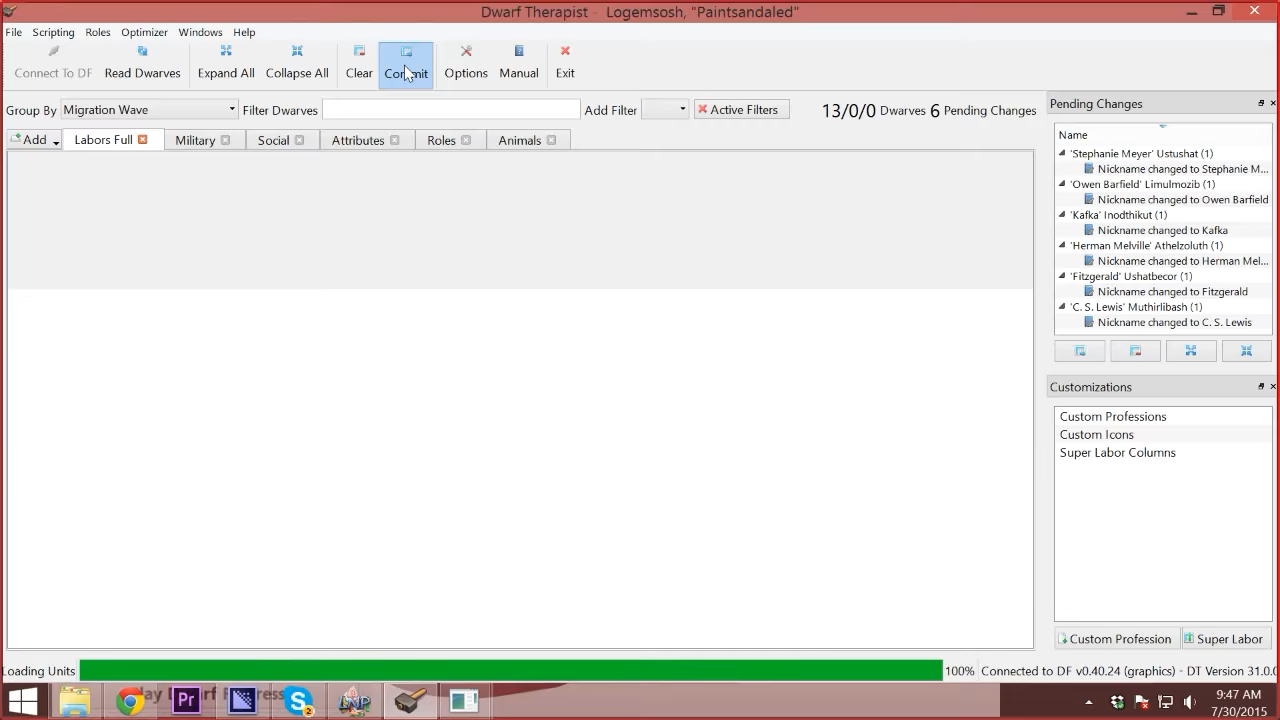 Dwarf Therapist - Logemsosh, "Paintsandaled"
File Scripting Roles Optimizer Windows Help
Connect To DF Read Dwarves Expand All Collapse All Clear Commit Options Manual Exit
Group By Migration Wave Filter Dwarves Add Filter Active Filters 13/0/0 Dwarves 6 Pending Changes
Add Labors Full Military Social Attributes Roles Animals
Pending Changes
Name
'Stephanie Meyer' Ustushat (1)
Nickname changed to Stephanie M...
'Owen Barfield' Limulmozib (1)
Nickname changed to Owen Barfield
'Kafka' Inodthikut (1)
Nickname changed to Kafka
'Herman Melville' Athelzoluth (1)
Nickname changed to Herman Mel...
'Fitzgerald' Ushatbecor (1)
Nickname changed to Fitzgerald
'C. S. Lewis' Muthirlibash (1)
Nickname changed to C. S. Lewis
Customizations
Custom Professions
Custom Icons
Super Labor Columns
Custom Profession Super Labor
Loading Units 100% Connected to DF v0.40.24 (graphics) - DT Version 31.0.0
Pr S 2 LNP 9:47 AM
7/30/2015